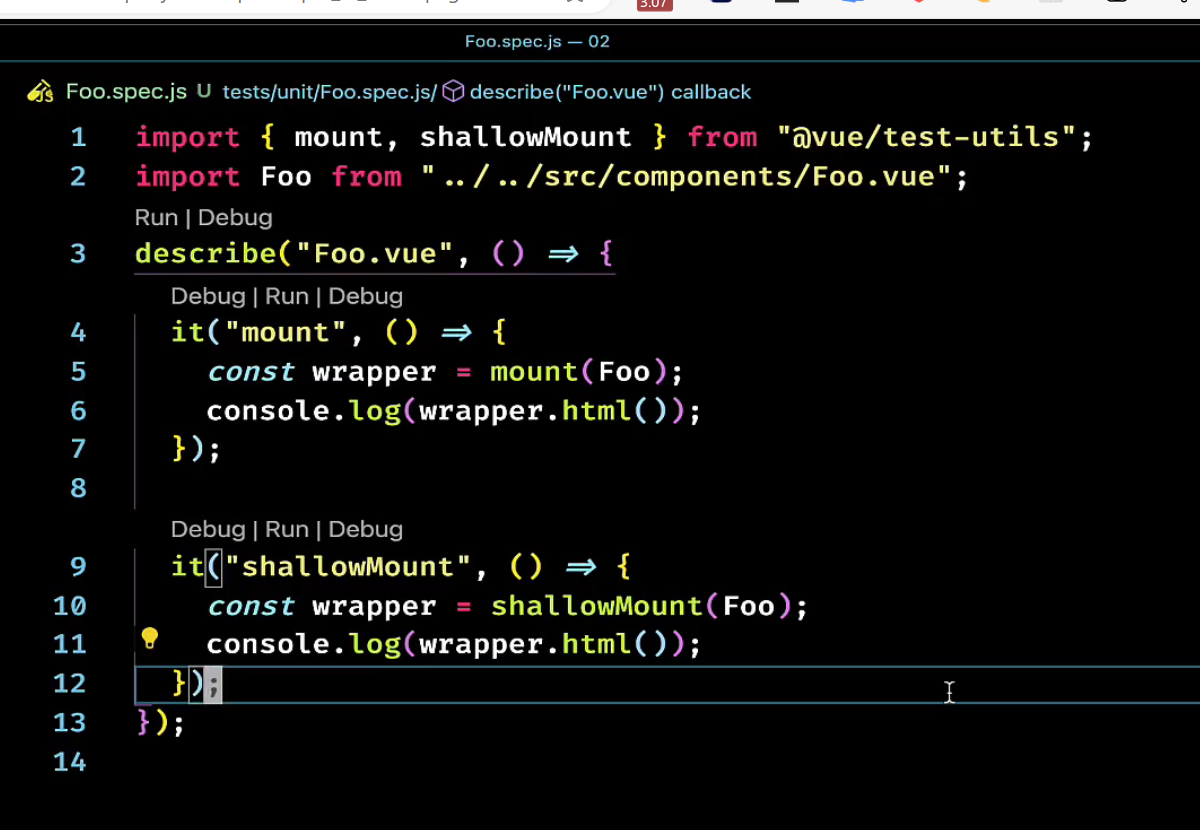 3.07
Foo.spec.js — 02
Foo.spec.js U tests/unit/Foo.spec.js/ describe("Foo.vue") callback
1 import { mount, shallowMount } from "@vue/test-utils";
2 import Foo from "../../src/components/Foo.vue";
Run | Debug
3 describe("Foo.vue", () => {
Debug | Run | Debug
4 it("mount", () => {
5 const wrapper = mount(Foo);
6 console.log(wrapper.html());
7 });
8
Debug | Run | Debug
9 it("shallowMount", () => {
10 const wrapper = shallowMount(Foo);
11 console.log(wrapper.html());
12 });
13 });
14